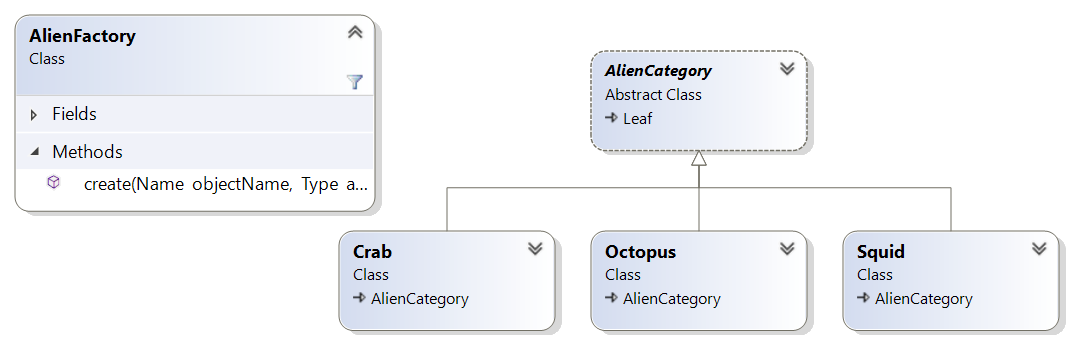 AlienFactory
Class
Fields
Methods
create(Name objectName, Type a...
AlienCategory
Abstract Class
Leaf
Crab
Class
AlienCategory
Octopus
Class
AlienCategory
Squid
Class
AlienCategory